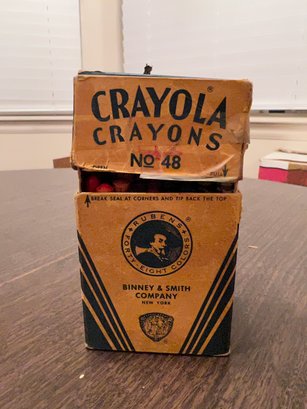 CRAYOLA®
CRAYONS
No 48
BREAK SEAL AT CORNERS AND TIP BACK THE TOP
RUBENS®
FORTY-EIGHT COLORS
BINNEY & SMITH
COMPANY
NEW YORK